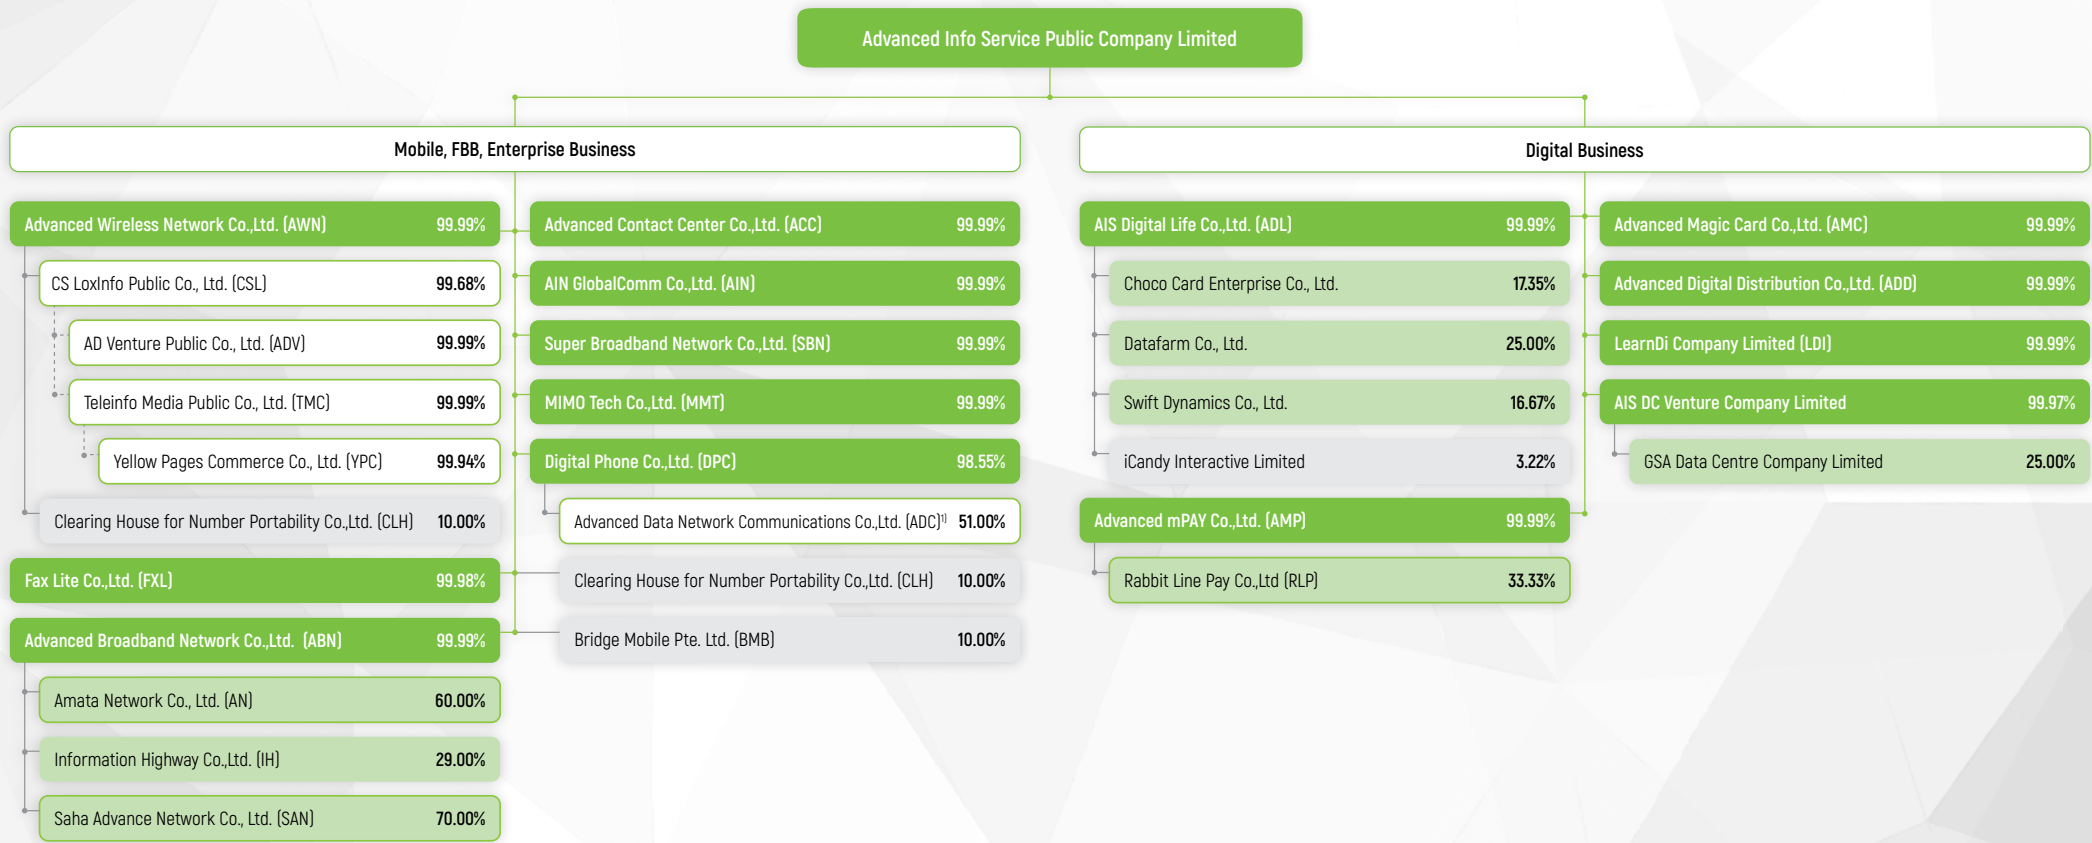 Advanced Info Service Public Company Limited
Mobile, FBB, Enterprise Business
Advanced Wireless Network Co.,Ltd. (AWN) 99.99%
CS LoxInfo Public Co., Ltd. (CSL) 99.68%
AD Venture Public Co., Ltd. (ADV) 99.99%
Teleinfo Media Public Co., Ltd. (TMC) 99.99%
Yellow Pages Commerce Co., Ltd. (YPC) 99.94%
Clearing House for Number Portability Co.,Ltd. (CLH) 10.00%
Fax Lite Co.,Ltd. (FXL) 99.98%
Advanced Broadband Network Co.,Ltd. (ABN) 99.99%
Amata Network Co., Ltd. (AN) 60.00%
Information Highway Co.,Ltd. (IH) 29.00%
Saha Advance Network Co., Ltd. (SAN) 70.00%
Advanced Contact Center Co.,Ltd. (ACC) 99.99%
AIN GlobalComm Co.,Ltd. (AIN) 99.99%
Super Broadband Network Co.,Ltd. (SBN) 99.99%
MIMO Tech Co.,Ltd. (MMT) 99.99%
Digital Phone Co.,Ltd. (DPC) 98.55%
Advanced Data Network Communications Co.,Ltd. (ADC)¹⁾ 51.00%
Clearing House for Number Portability Co.,Ltd. (CLH) 10.00%
Bridge Mobile Pte. Ltd. (BMB) 10.00%
Digital Business
AIS Digital Life Co.,Ltd. (ADL) 99.99%
Choco Card Enterprise Co., Ltd. 17.35%
Datafarm Co., Ltd. 25.00%
Swift Dynamics Co., Ltd. 16.67%
iCandy Interactive Limited 3.22%
Advanced mPAY Co.,Ltd. (AMP) 99.99%
Rabbit Line Pay Co.,Ltd (RLP) 33.33%
Advanced Magic Card Co.,Ltd. (AMC) 99.99%
Advanced Digital Distribution Co.,Ltd. (ADD) 99.99%
LearnDi Company Limited (LDI) 99.99%
AIS DC Venture Company Limited 99.97%
GSA Data Centre Company Limited 25.00%